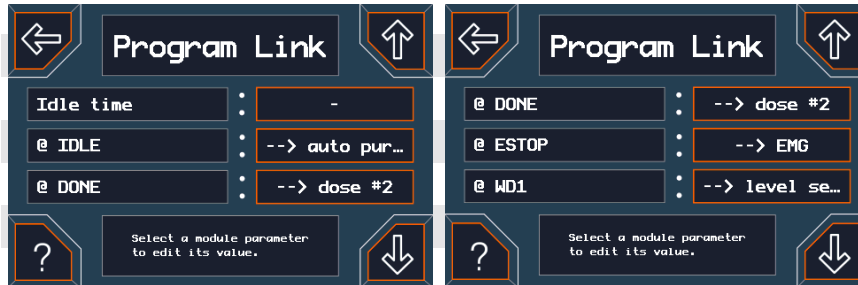 Program Link
Idle time : -
@ IDLE : --> auto pur…
@ DONE : --> dose #2
?
Select a module parameter
to edit its value.
Program Link
@ DONE : --> dose #2
@ ESTOP : --> EMG
@ WD1 : --> level se…
?
Select a module parameter
to edit its value.